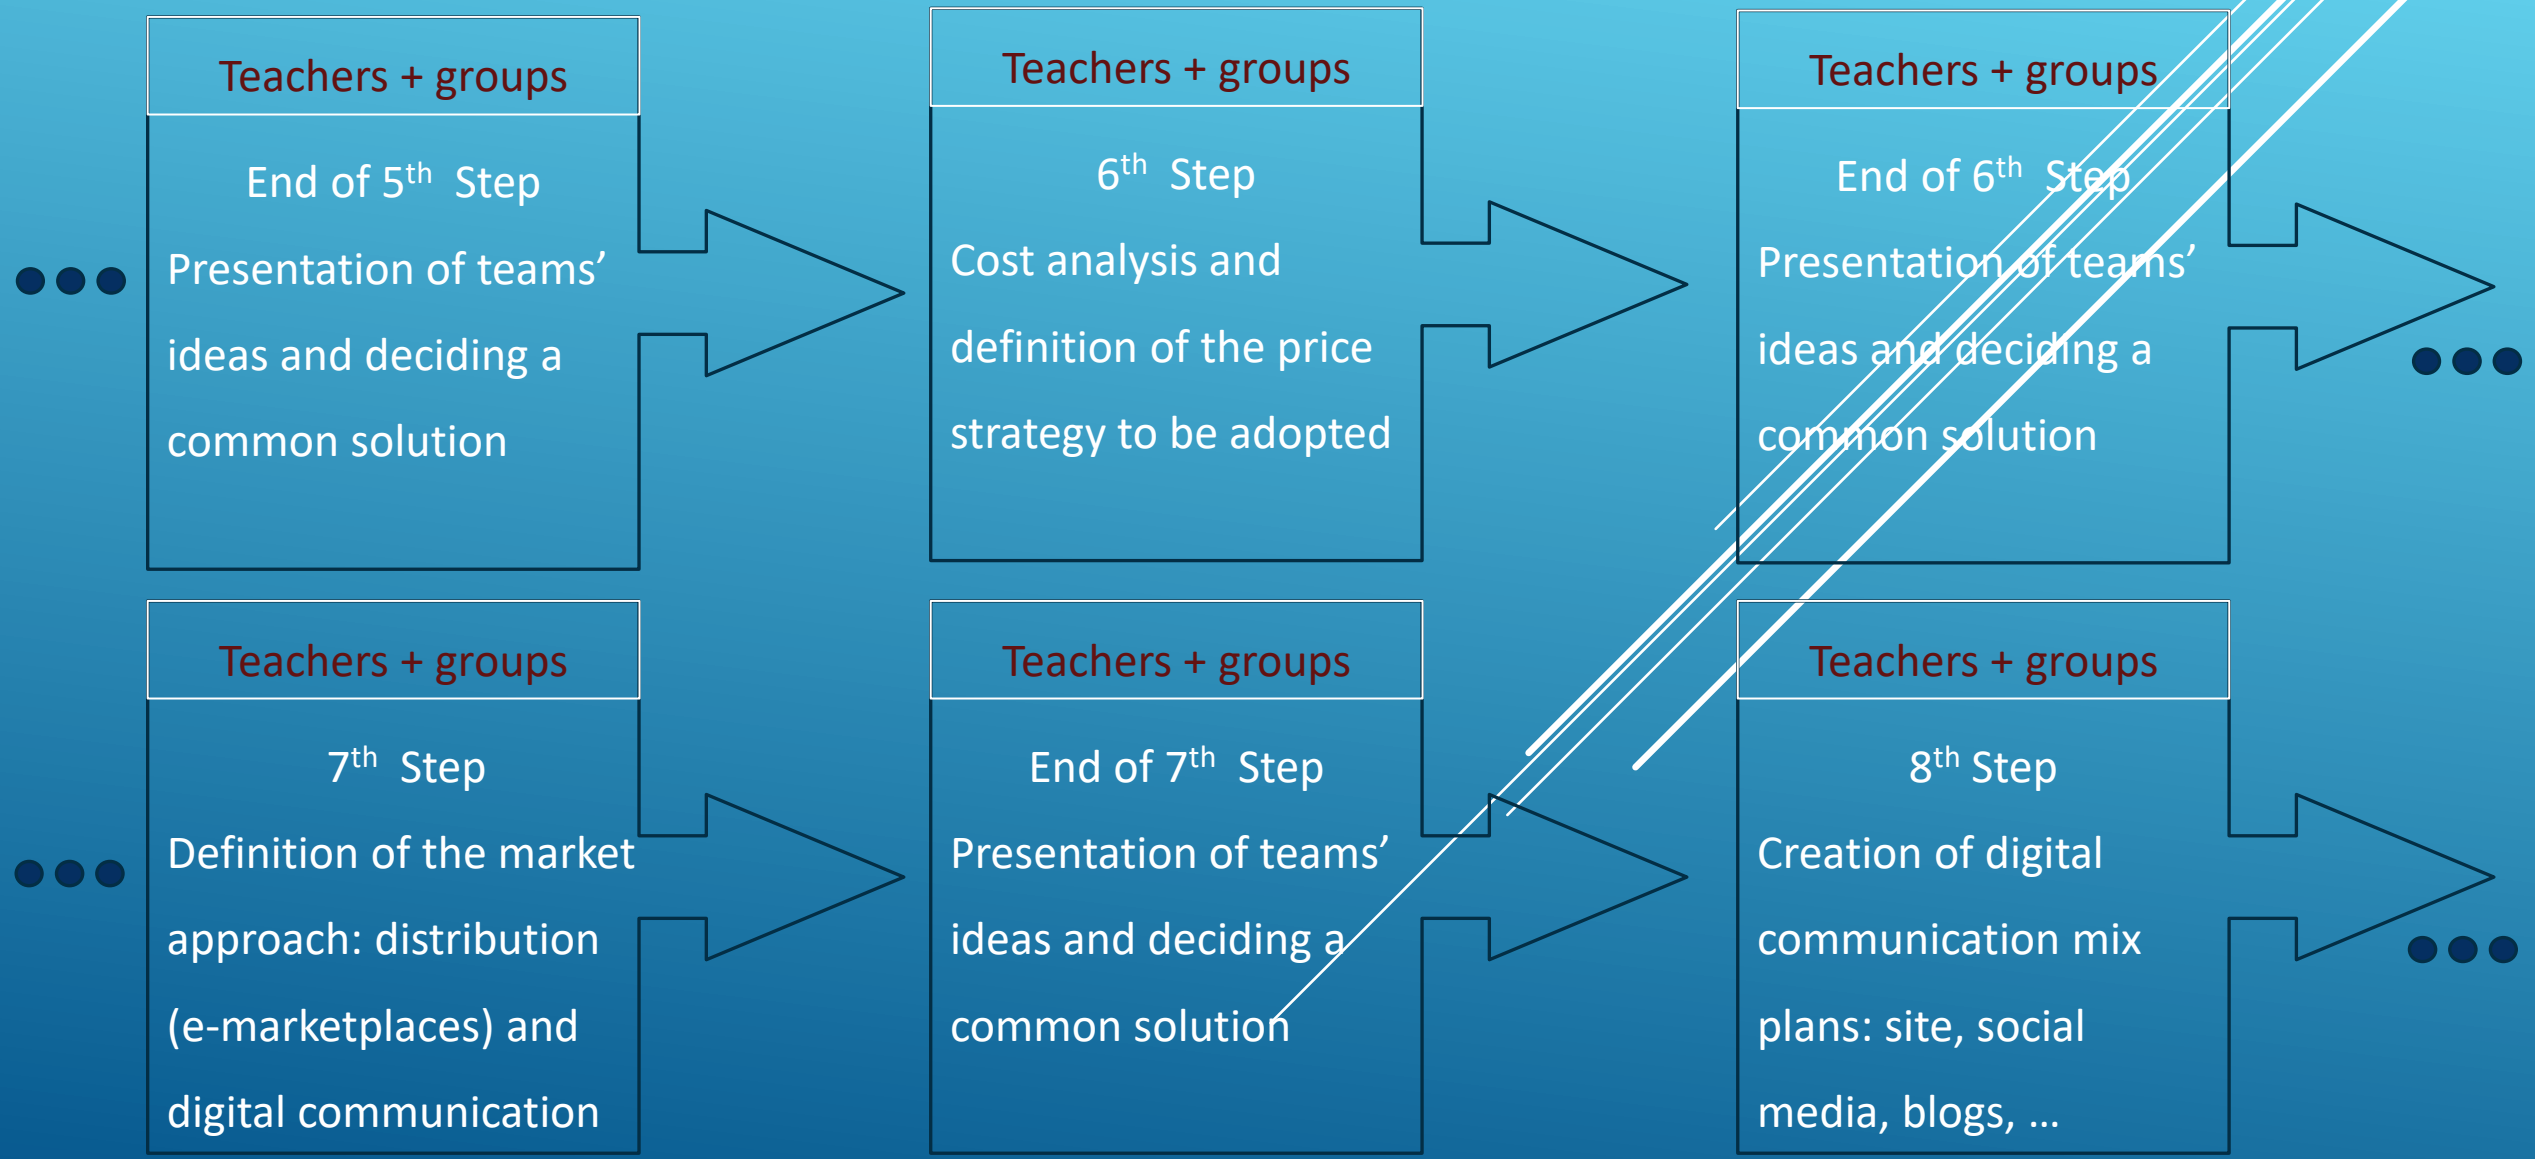 Teachers + groups
End of 5th Step
Presentation of teams’
ideas and deciding a
common solution
Teachers + groups
6th Step
Cost analysis and
definition of the price
strategy to be adopted
Teachers + groups
End of 6th Step
Presentation of teams’
ideas and deciding a
common solution
Teachers + groups
7th Step
Definition of the market
approach: distribution
(e-marketplaces) and
digital communication
Teachers + groups
End of 7th Step
Presentation of teams’
ideas and deciding a
common solution
Teachers + groups
8th Step
Creation of digital
communication mix
plans: site, social
media, blogs, ...